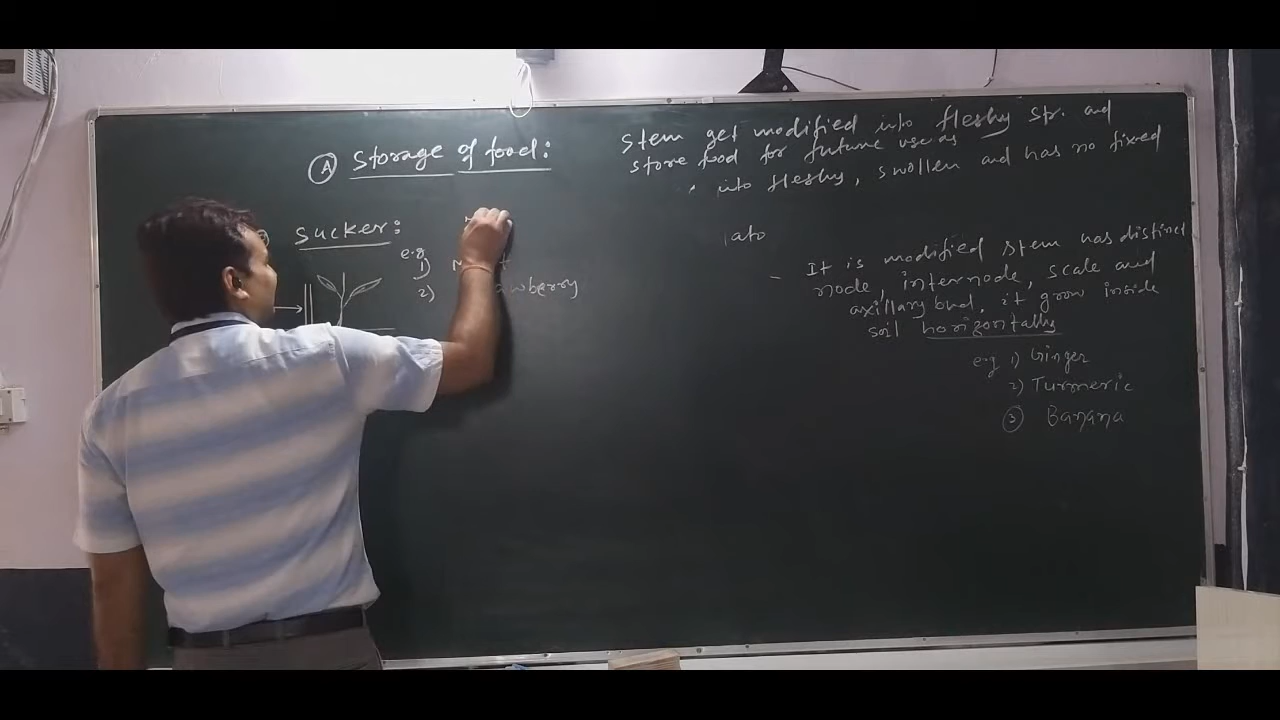 (A) Storage of food:
Stem get modified into fleshy str. and
store food for future use as
into fleshy, swollen and has no fixed
Sucker:
e.g
1)
2)
awberry
ato
- It is modified stem has distinct
node, internode, scale and
axillary bud, it grow inside
soil horizontally
e.g 1) Ginger
2) Turmeric
(3) Banana